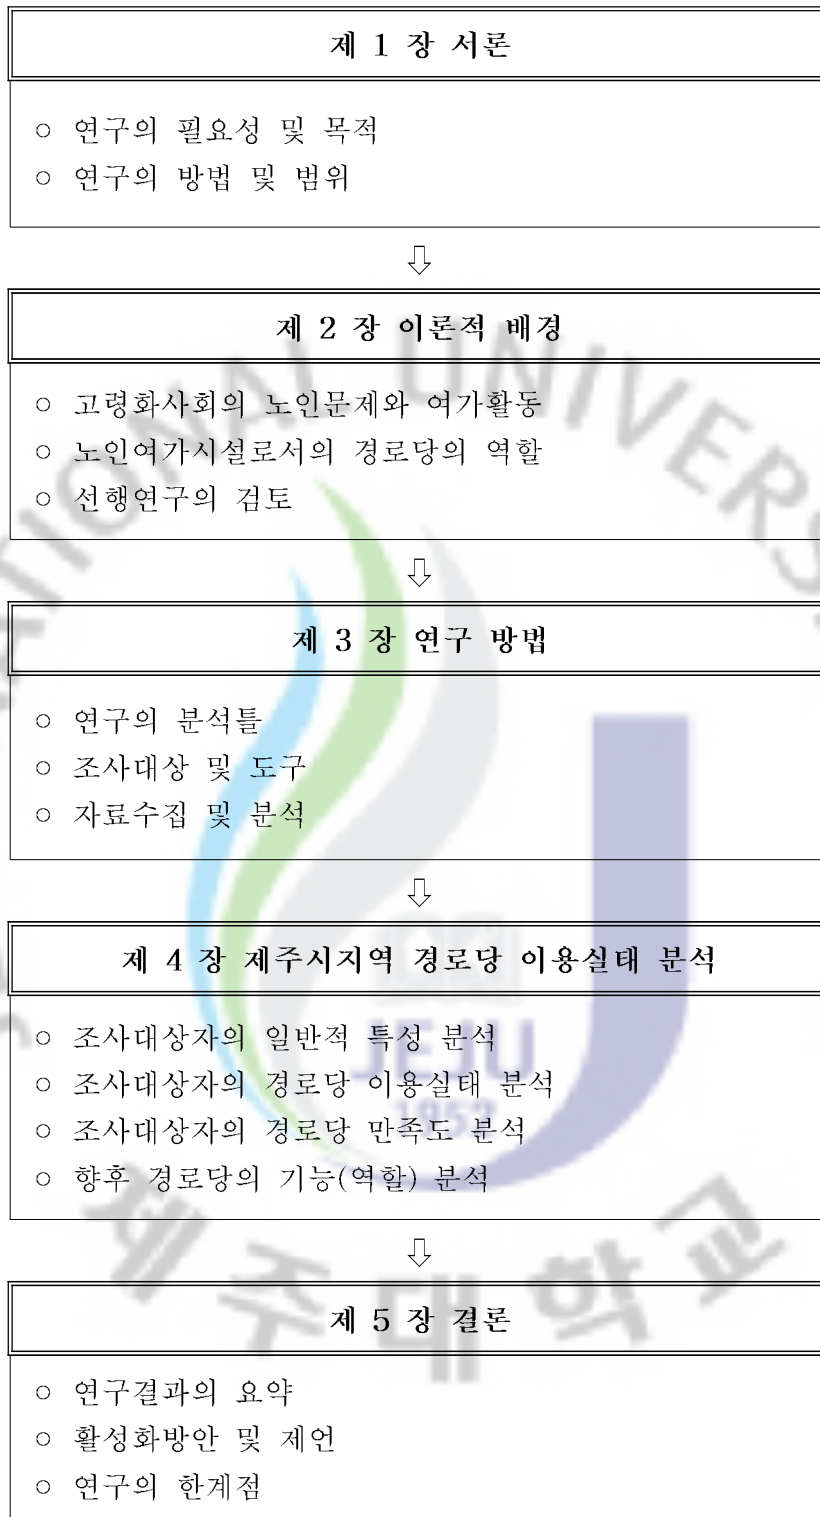 제 1 장 서론
○ 연구의 필요성 및 목적
○ 연구의 방법 및 범위
⇩
제 2 장 이론적 배경
○ 고령화사회의 노인문제와 여가활동
○ 노인여가시설로서의 경로당의 역할
○ 선행연구의 검토
⇩
제 3 장 연구 방법
○ 연구의 분석틀
○ 조사대상 및 도구
○ 자료수집 및 분석
⇩
제 4 장 제주시지역 경로당 이용실태 분석
○ 조사대상자의 일반적 특성 분석
○ 조사대상자의 경로당 이용실태 분석
○ 조사대상자의 경로당 만족도 분석
○ 향후 경로당의 기능(역할) 분석
⇩
제 5 장 결론
○ 연구결과의 요약
○ 활성화방안 및 제언
○ 연구의 한계점
NATIONAL UNIVERS
JEJU
1952
제주대학교